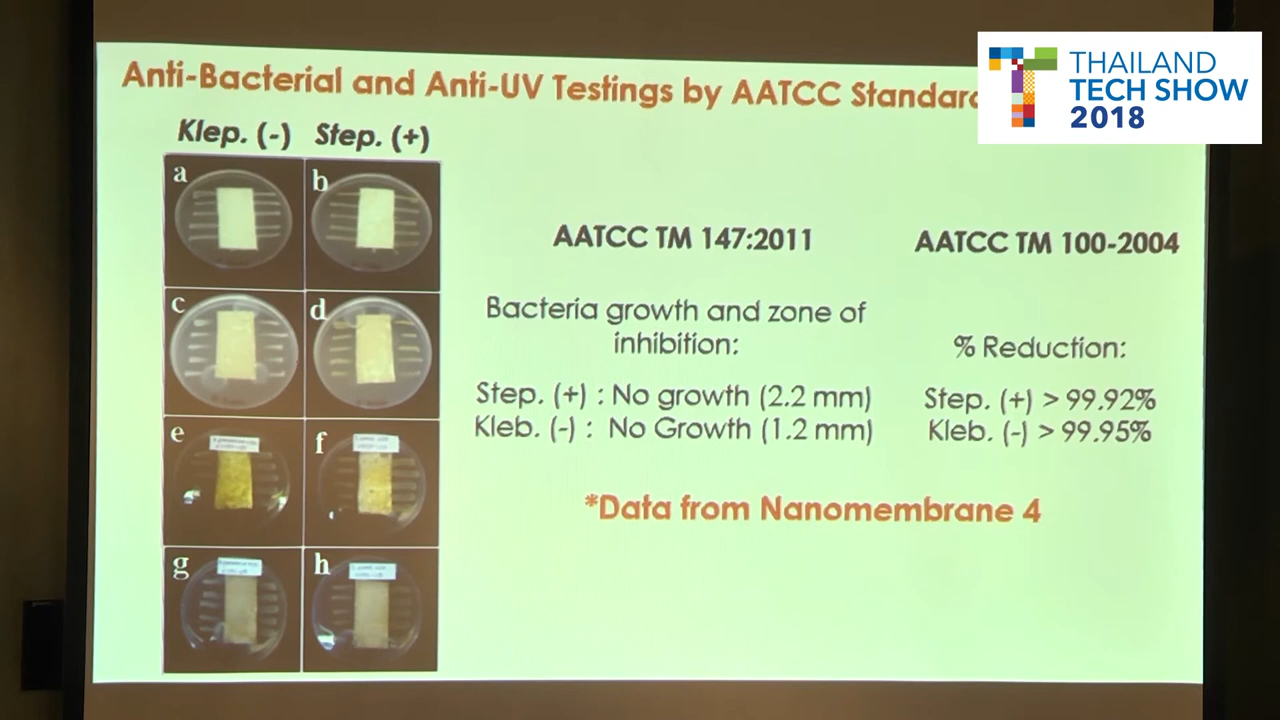 Anti-Bacterial and Anti-UV Testings by AATCC Standard
THAILAND
TECH SHOW
2018
Klep. (-) Step. (+)
a
b
c
d
e
f
g
h
AATCC TM 147:2011
Bacteria growth and zone of
inhibition:
Step. (+) : No growth (2.2 mm)
Kleb. (-) : No Growth (1.2 mm)
AATCC TM 100-2004
% Reduction:
Step. (+) > 99.92%
Kleb. (-) > 99.95%
*Data from Nanomembrane 4